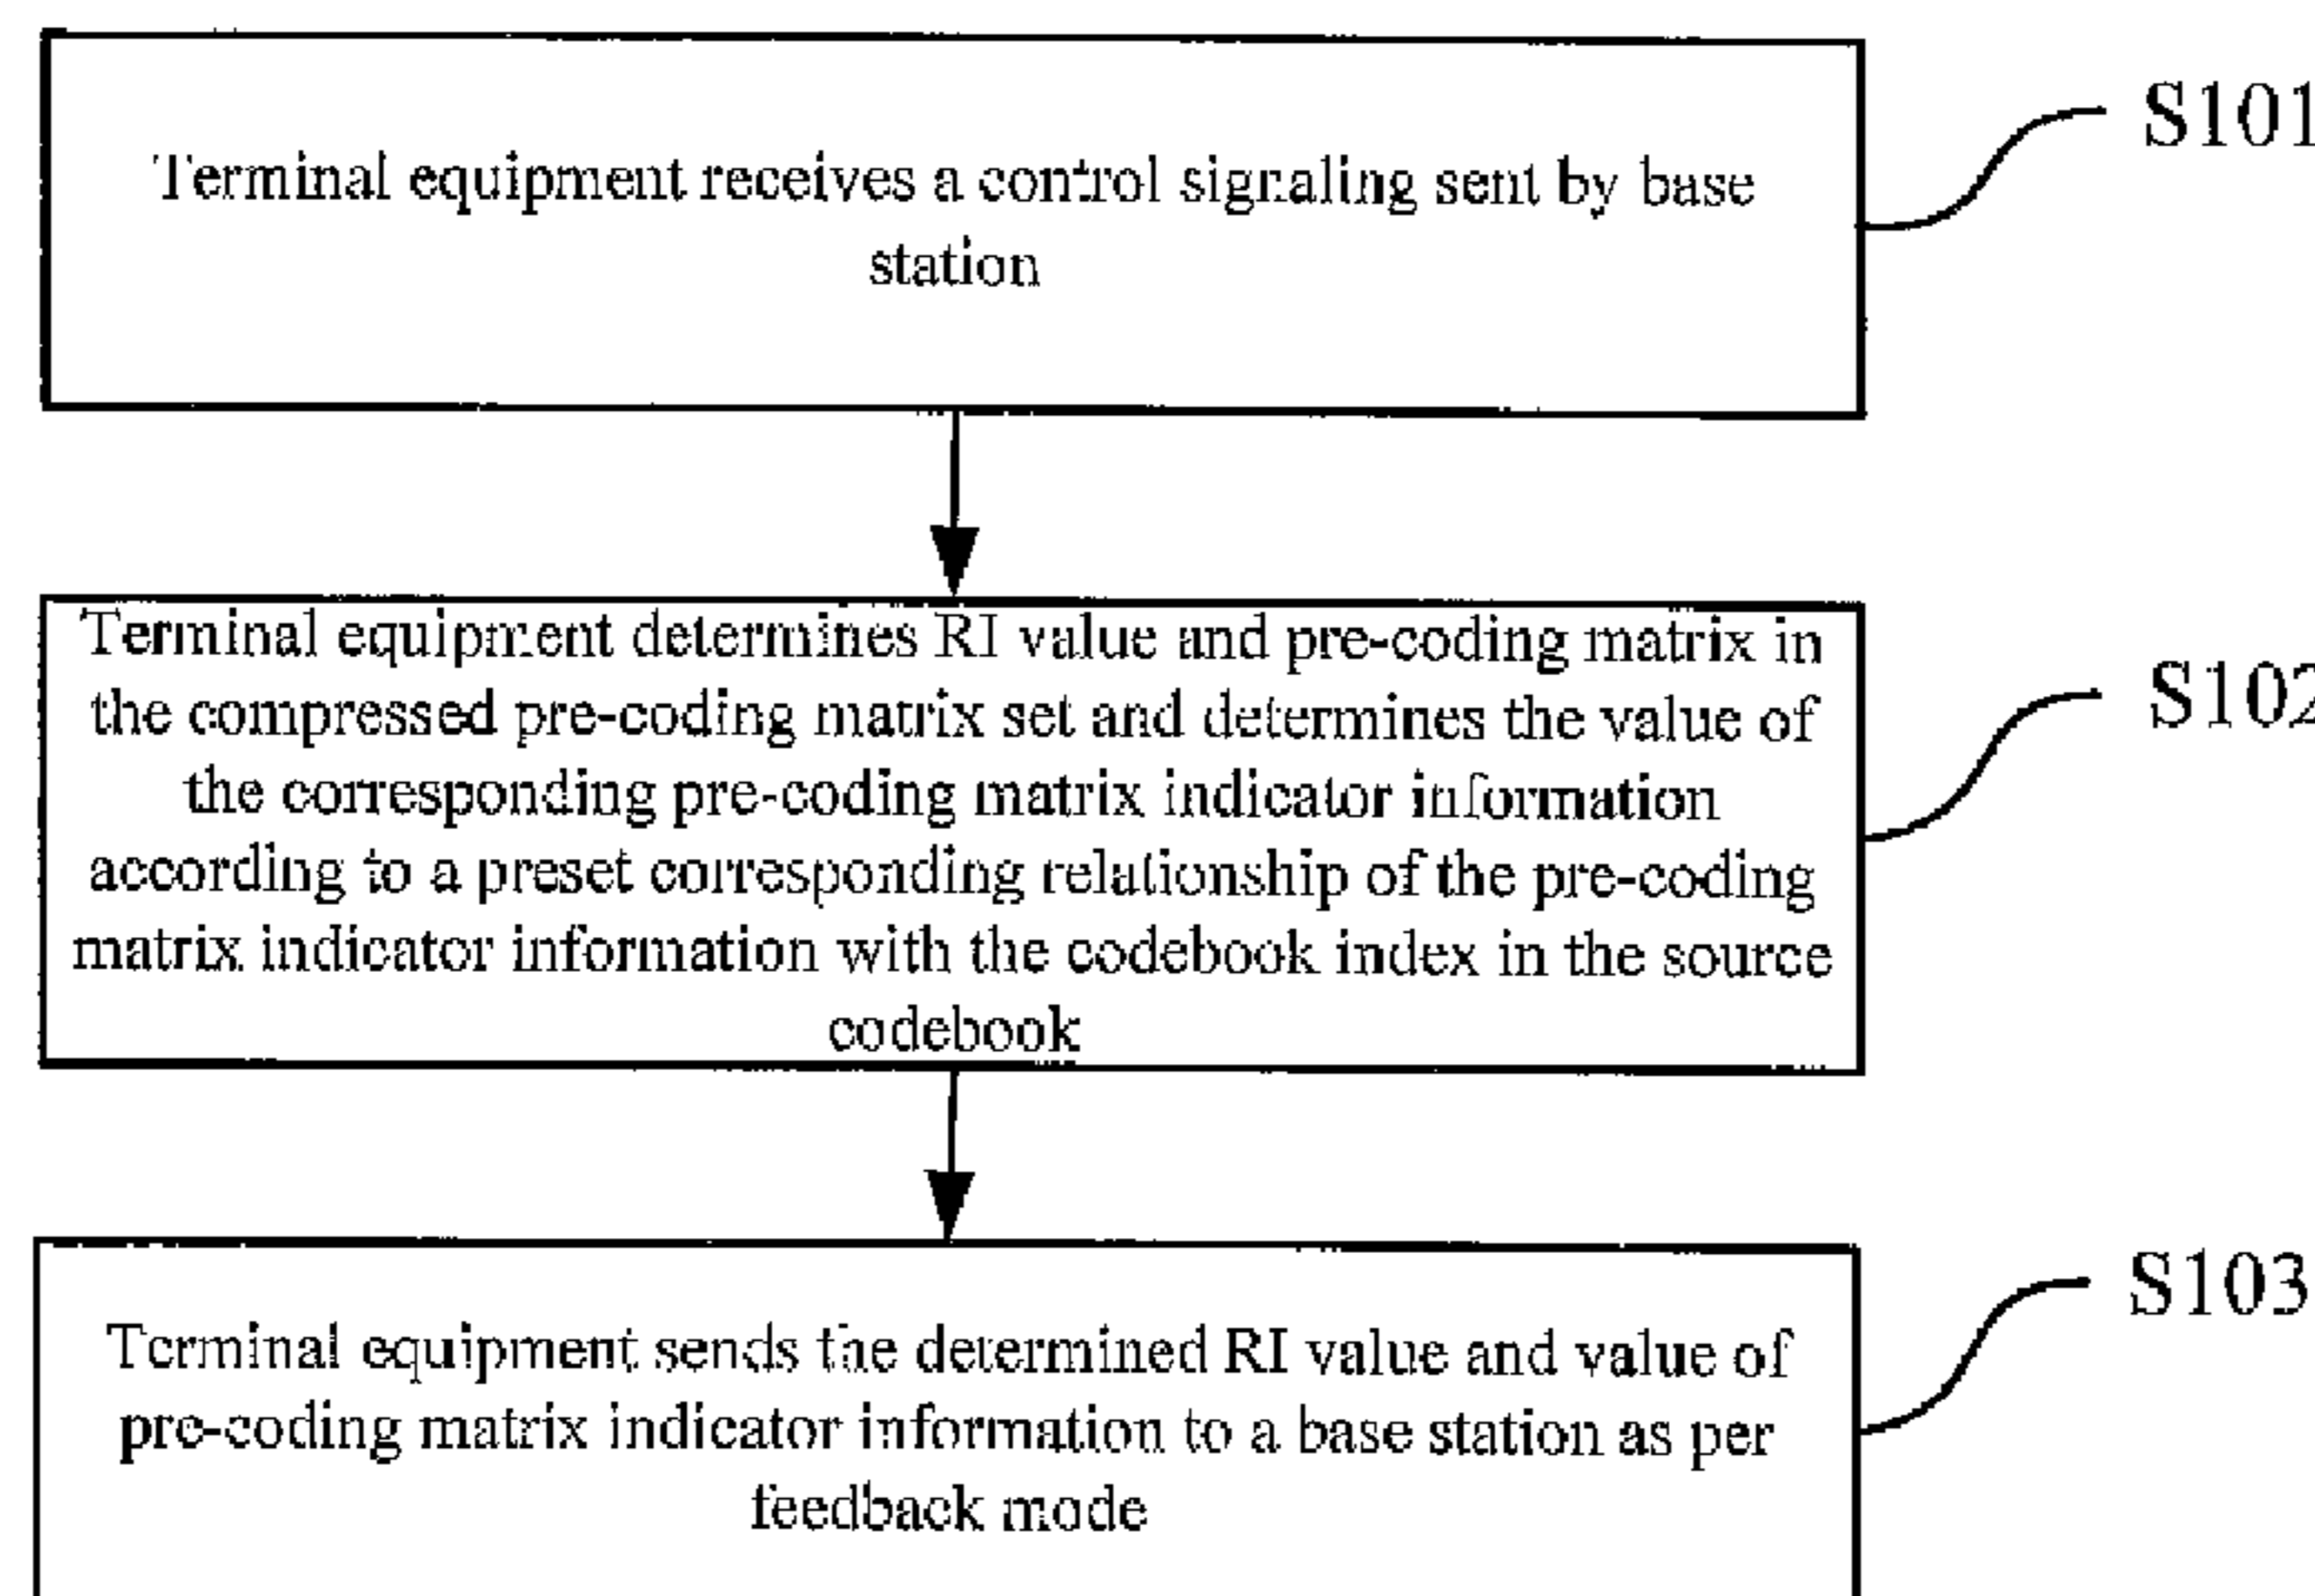 Terminal equipment receives a control signaling sent by base
station
S101
Terminal equipment determines RI value and pre-coding matrix in
the compressed pre-coding matrix set and determines the value of
the corresponding pre-coding matrix indicator information
according to a preset corresponding relationship of the pre-coding
matrix indicator information with the codebook index in the source
codebook
S102
Terminal equipment sends the determined RI value and value of
pre-coding matrix indicator information to a base station as per
feedback mode
S103